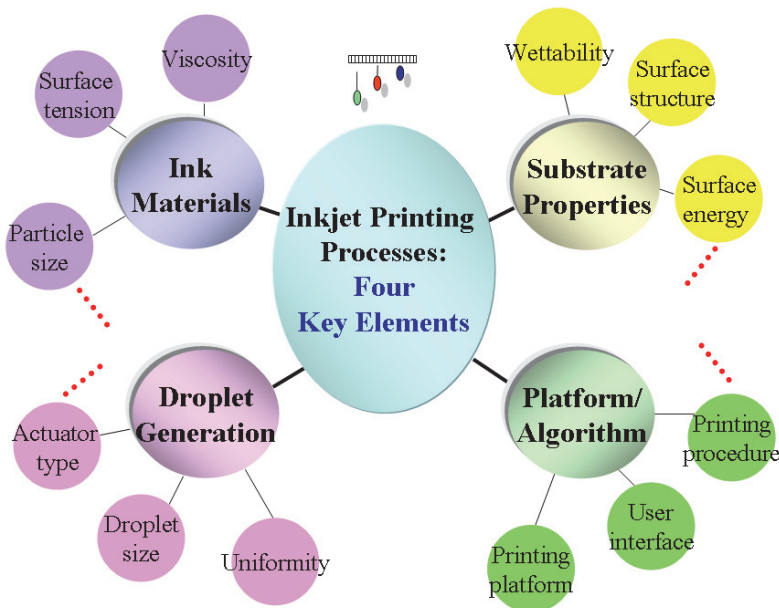 Viscosity
Surface
tension
Ink
Materials
Particle
size
Wettability
Surface
structure
Substrate
Properties
Surface
energy
Inkjet Printing
Processes:
Four
Key Elements
Droplet
Generation
Actuator
type
Droplet
size
Uniformity
Platform/
Algorithm
Printing
procedure
User
interface
Printing
platform